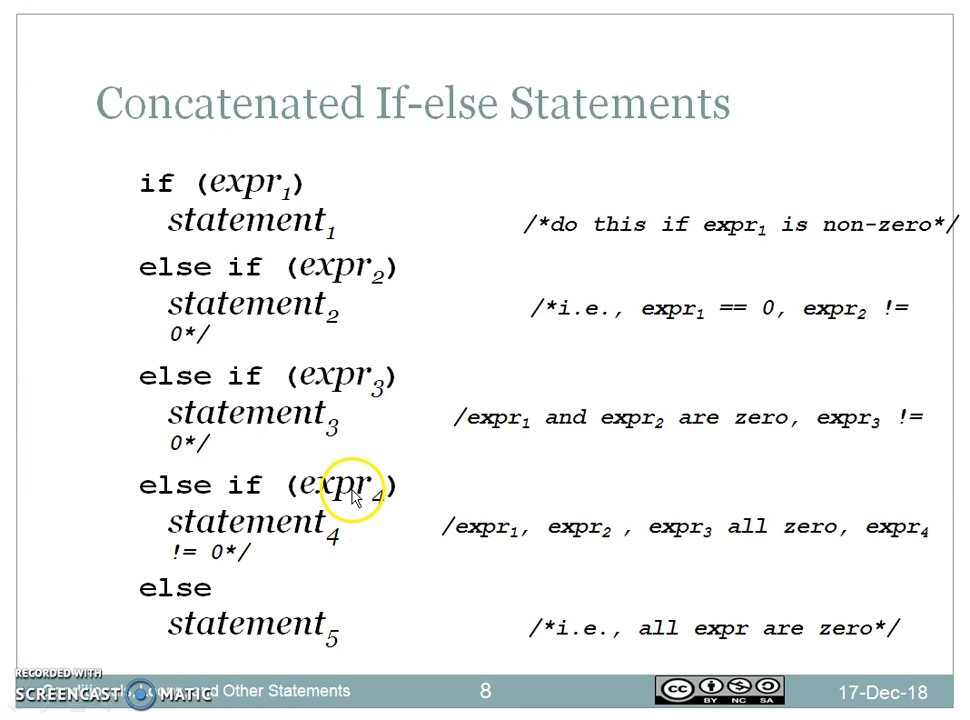 Concatenated If-else Statements
if (expr₁)
statement₁ /*do this if expr₁ is non-zero*/
else if (expr₂)
statement₂ /*i.e., expr₁ == 0, expr₂ !=
0*/
else if (expr₃)
statement₃ /expr₁ and expr₂ are zero, expr₃ !=
0*/
else if (expr₄)
statement₄ /expr₁, expr₂ , expr₃ all zero, expr₄
!= 0*/
else
statement₅ /*i.e., all expr are zero*/
RECORDED WITH
SCREENCAST MATIC
and Other Statements
8
BY NC SA
cc
17-Dec-18